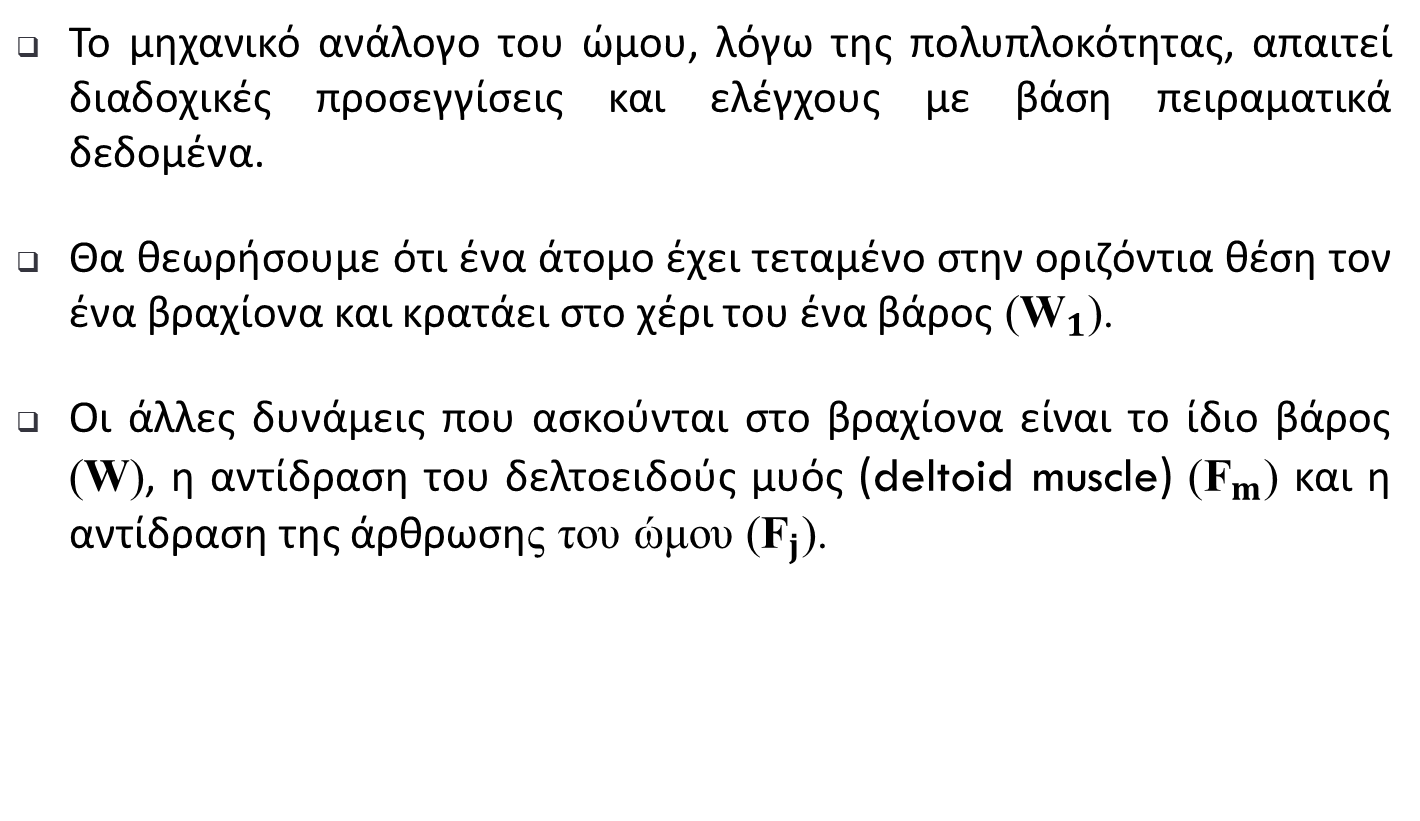 ❑ Το μηχανικό ανάλογο του ώμου, λόγω της πολυπλοκότητας, απαιτεί
διαδοχικές προσεγγίσεις και ελέγχους με βάση πειραματικά
δεδομένα.
❑ Θα θεωρήσουμε ότι ένα άτομο έχει τεταμένο στην οριζόντια θέση τον
ένα βραχίονα και κρατάει στο χέρι του ένα βάρος (W₁).
❑ Οι άλλες δυνάμεις που ασκούνται στο βραχίονα είναι το ίδιο βάρος
(W), η αντίδραση του δελτοειδούς μυός (deltoid muscle) (Fₘ) και η
αντίδραση της άρθρωσης του ώμου (Fⱼ).